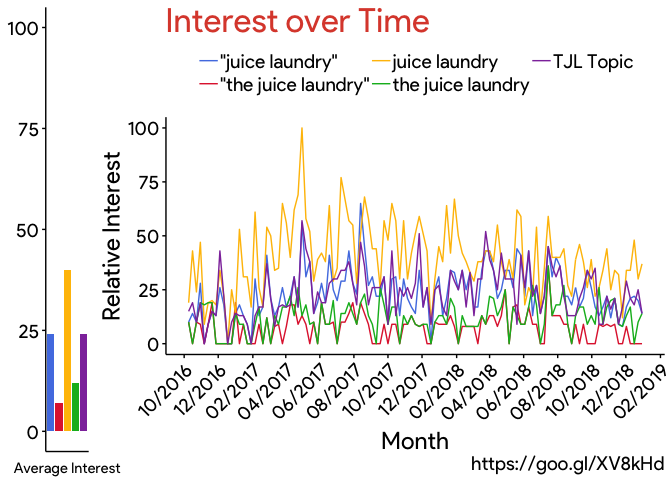 Interest over Time
"juice laundry" juice laundry TJL Topic
"the juice laundry" the juice laundry
100
75
50
25
0
Average Interest
Relative Interest
100
75
50
25
0
10/2016 12/2016 02/2017 04/2017 06/2017 08/2017 10/2017 12/2017 02/2018 04/2018 06/2018 08/2018 10/2018 12/2018 02/2019
Month
https://goo.gl/XV8kHd